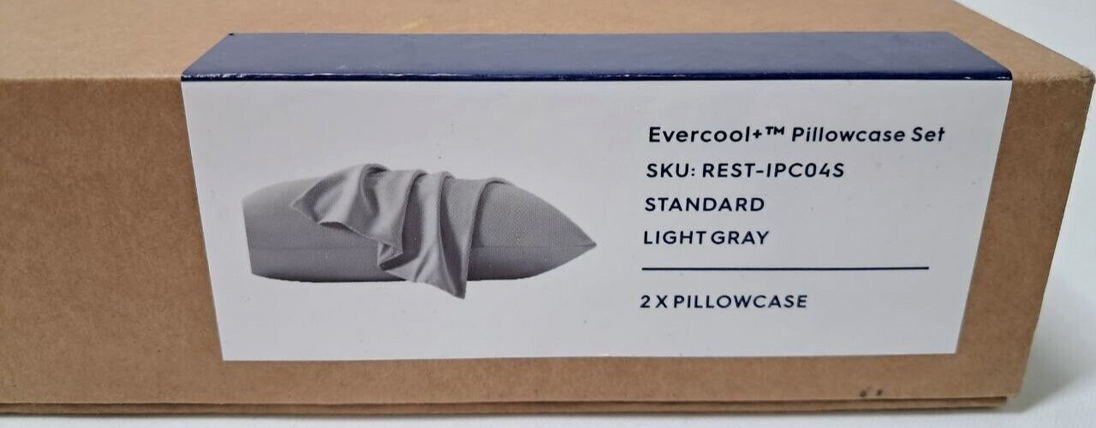 Evercool+™ Pillowcase Set
SKU: REST-IPC04S
STANDARD
LIGHT GRAY
2 X PILLOWCASE